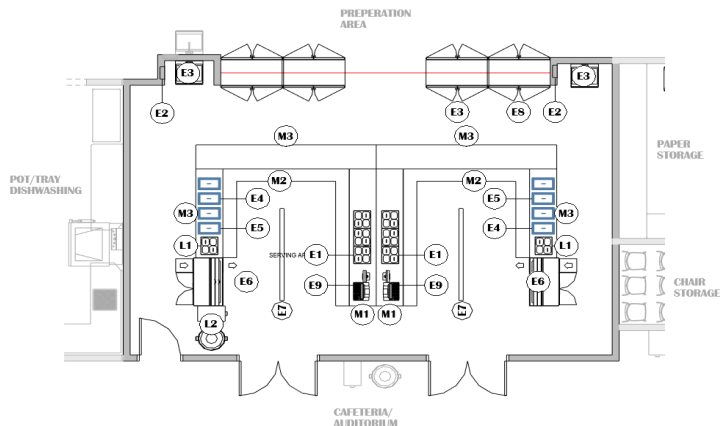 PREPERATION
AREA
E3
E3
E2
E3
E8
E2
M3
M3
PAPER
STORAGE
POT/TRAY
DISHWASHING
M2
M2
E4
E5
M3
M3
E5
E4
L1
L1
SERVING AR
E1
E1
E6
E9
E9
E6
CHAIR
STORAGE
E7
M1
M1
E7
L2
CAFETERIA/
AUDITORIUM